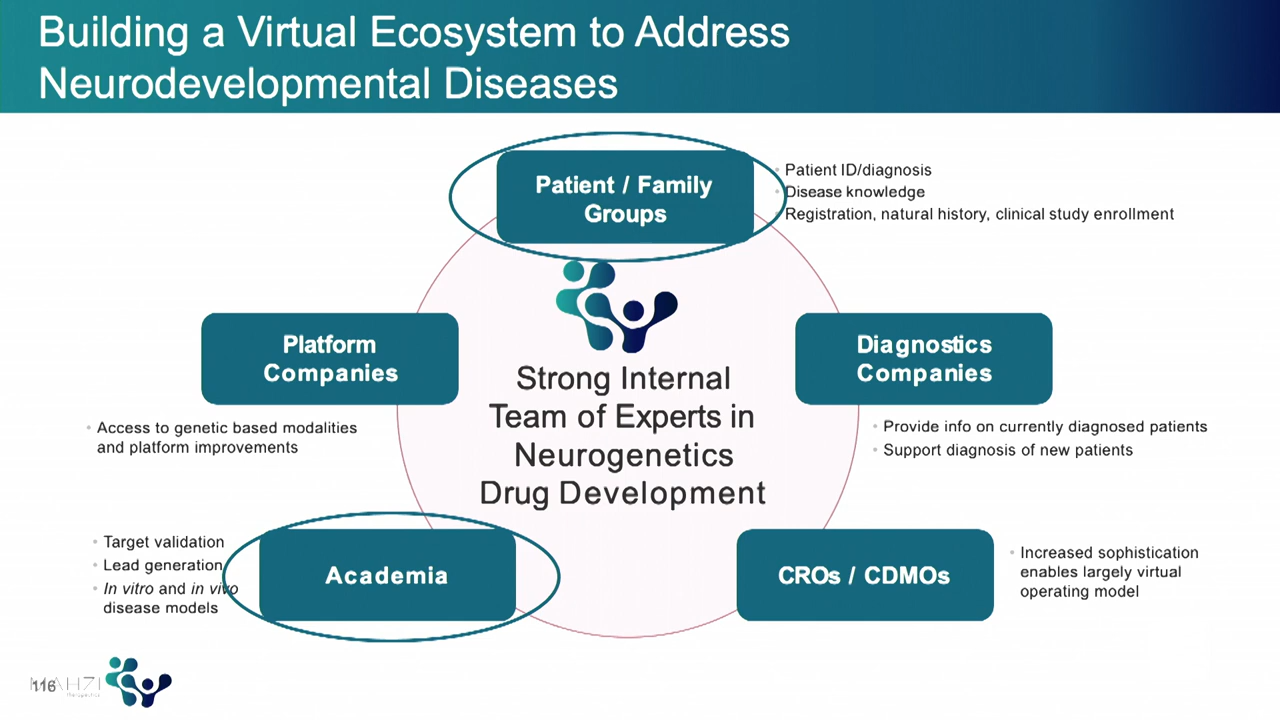 Building a Virtual Ecosystem to Address
Neurodevelopmental Diseases
Patient / Family
Groups
• Patient ID/diagnosis
• Disease knowledge
• Registration, natural history, clinical study enrollment
Platform
Companies
• Access to genetic based modalities
and platform improvements
Strong Internal
Team of Experts in
Neurogenetics
Drug Development
Diagnostics
Companies
• Provide info on currently diagnosed patients
• Support diagnosis of new patients
• Target validation
• Lead generation
• In vitro and in vivo
disease models
Academia
CROs / CDMOs
• Increased sophistication
enables largely virtual
operating model
116
MAHZI
therapeutics